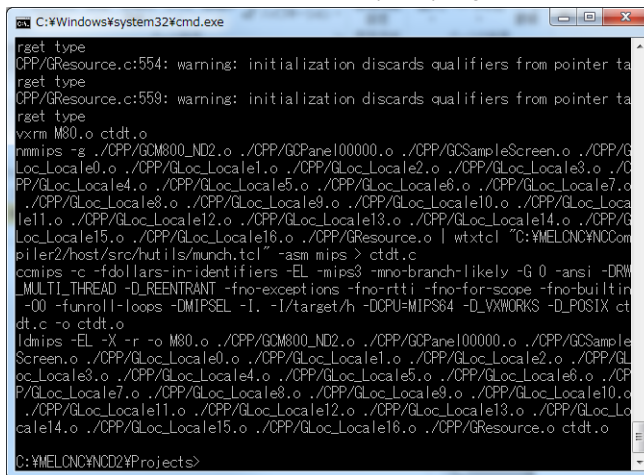 C:¥Windows¥system32¥cmd.exe
rget type
CPP/GResource.c:554: warning: initialization discards qualifiers from pointer ta
rget type
CPP/GResource.c:559: warning: initialization discards qualifiers from pointer ta
rget type
vxrm M80.o ctdt.o
nmmips -g ./CPP/GCM800_ND2.o ./CPP/GCPanel00000.o ./CPP/GCSampleScreen.o ./CPP/G
Loc_Locale0.o ./CPP/GLoc_Locale1.o ./CPP/GLoc_Locale2.o ./CPP/GLoc_Locale3.o ./C
PP/GLoc_Locale4.o ./CPP/GLoc_Locale5.o ./CPP/GLoc_Locale6.o ./CPP/GLoc_Locale7.o
 ./CPP/GLoc_Locale8.o ./CPP/GLoc_Locale9.o ./CPP/GLoc_Locale10.o ./CPP/GLoc_Loca
le11.o ./CPP/GLoc_Locale12.o ./CPP/GLoc_Locale13.o ./CPP/GLoc_Locale14.o ./CPP/G
Loc_Locale15.o ./CPP/GLoc_Locale16.o ./CPP/GResource.o | wtxtcl "C:¥MELCNC¥NCCom
piler2/host/src/hutils/munch.tcl" -asm mips > ctdt.c
ccmips -c -fdollars-in-identifiers -EL -mips3 -mno-branch-likely -G 0 -ansi -DRW
_MULTI_THREAD -D_REENTRANT -fno-exceptions -fno-rtti -fno-for-scope -fno-builtin
 -O0 -funroll-loops -DMIPSEL -I. -I/target/h -DCPU=MIPS64 -D_VXWORKS -D_POSIX ct
dt.c -o ctdt.o
ldmips -EL -X -r -o M80.o ./CPP/GCM800_ND2.o ./CPP/GCPanel00000.o ./CPP/GCSample
Screen.o ./CPP/GLoc_Locale0.o ./CPP/GLoc_Locale1.o ./CPP/GLoc_Locale2.o ./CPP/GL
oc_Locale3.o ./CPP/GLoc_Locale4.o ./CPP/GLoc_Locale5.o ./CPP/GLoc_Locale6.o ./CP
P/GLoc_Locale7.o ./CPP/GLoc_Locale8.o ./CPP/GLoc_Locale9.o ./CPP/GLoc_Locale10.o
 ./CPP/GLoc_Locale11.o ./CPP/GLoc_Locale12.o ./CPP/GLoc_Locale13.o ./CPP/GLoc_Lo
cale14.o ./CPP/GLoc_Locale15.o ./CPP/GLoc_Locale16.o ./CPP/GResource.o ctdt.o
C:¥MELCNC¥NCD2¥Projects>